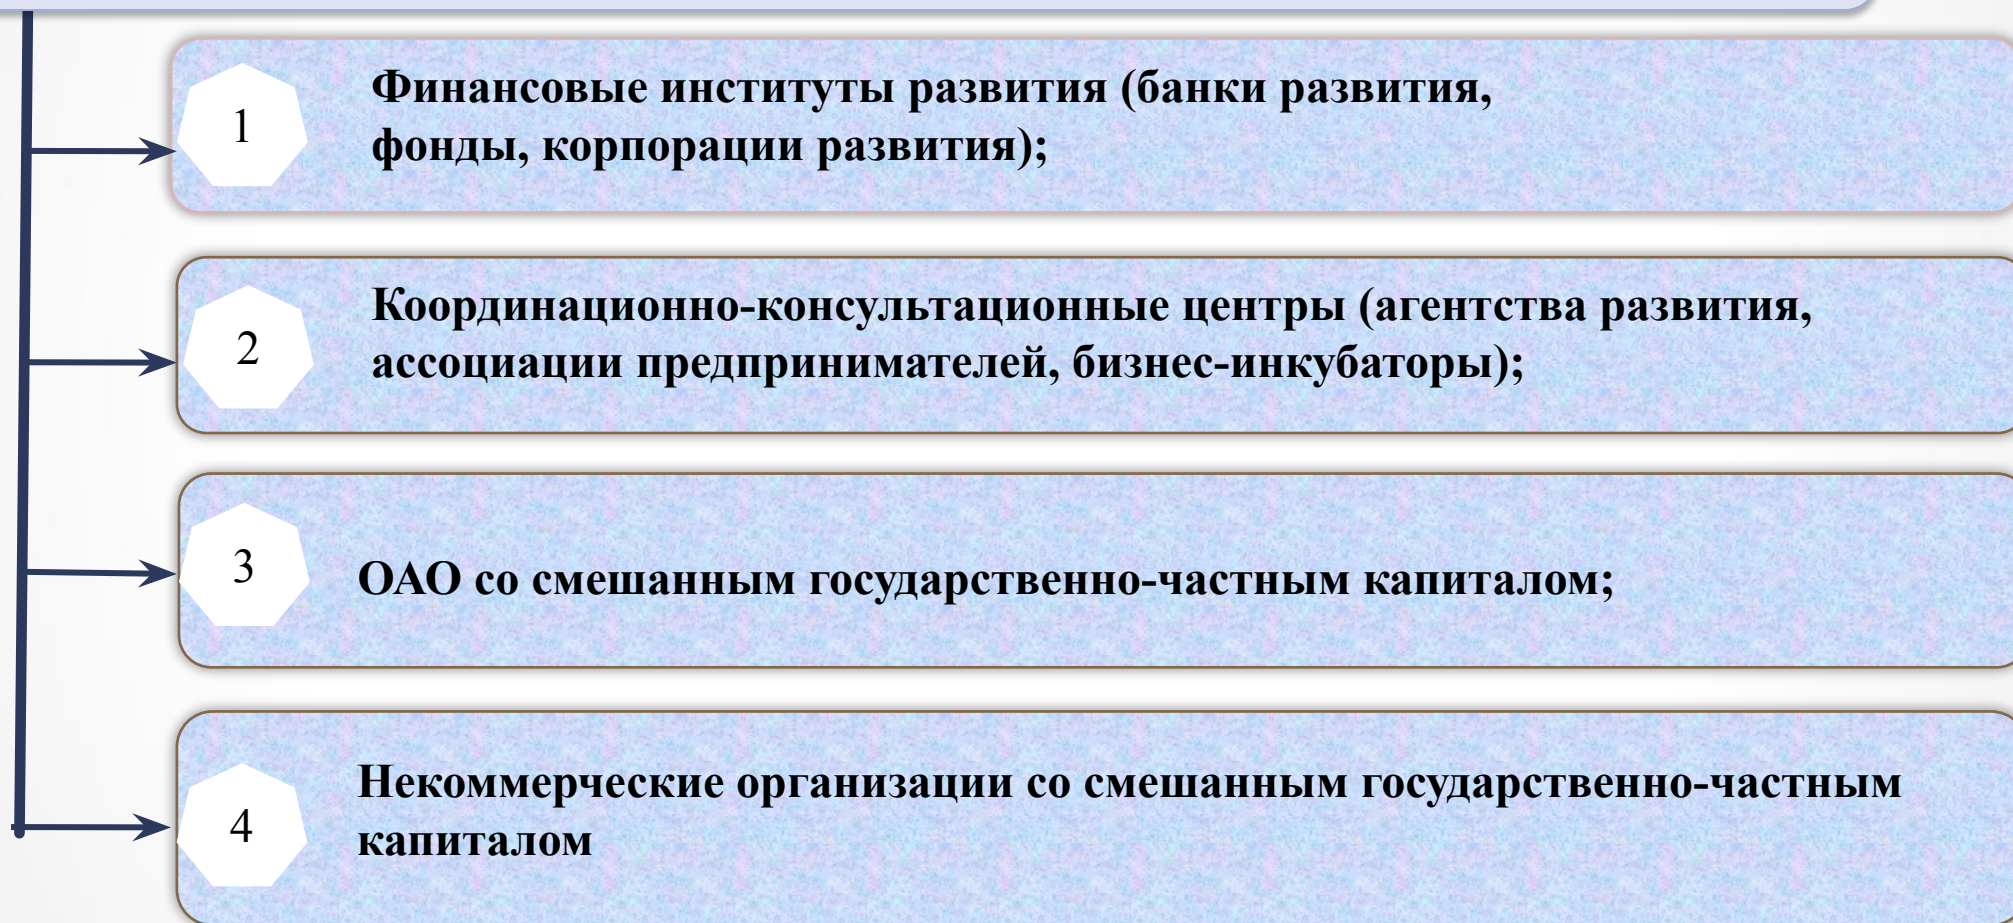 1
Финансовые институты развития (банки развития,
фонды, корпорации развития);
2
Координационно-консультационные центры (агентства развития,
ассоциации предпринимателей, бизнес-инкубаторы);
3
ОАО со смешанным государственно-частным капиталом;
4
Некоммерческие организации со смешанным государственно-частным
капиталом